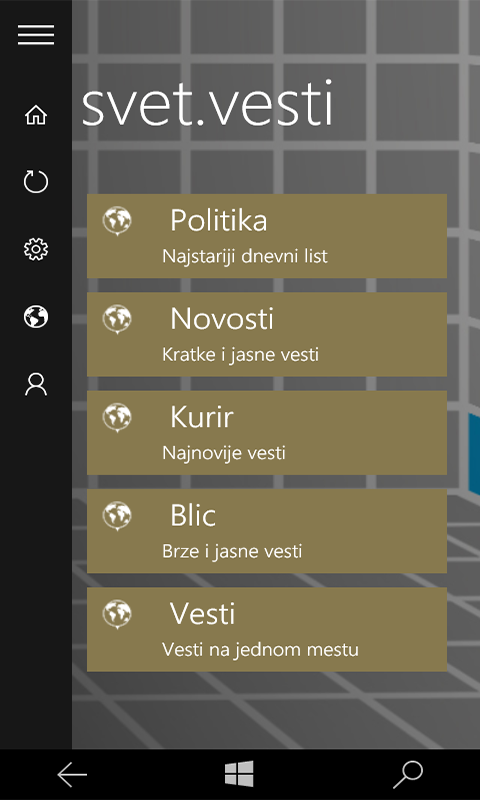 svet.vesti
Politika
Najstariji dnevni list
Novosti
Kratke i jasne vesti
Kurir
Najnovije vesti
Blic
Brze i jasne vesti
Vesti
Vesti na jednom mestu